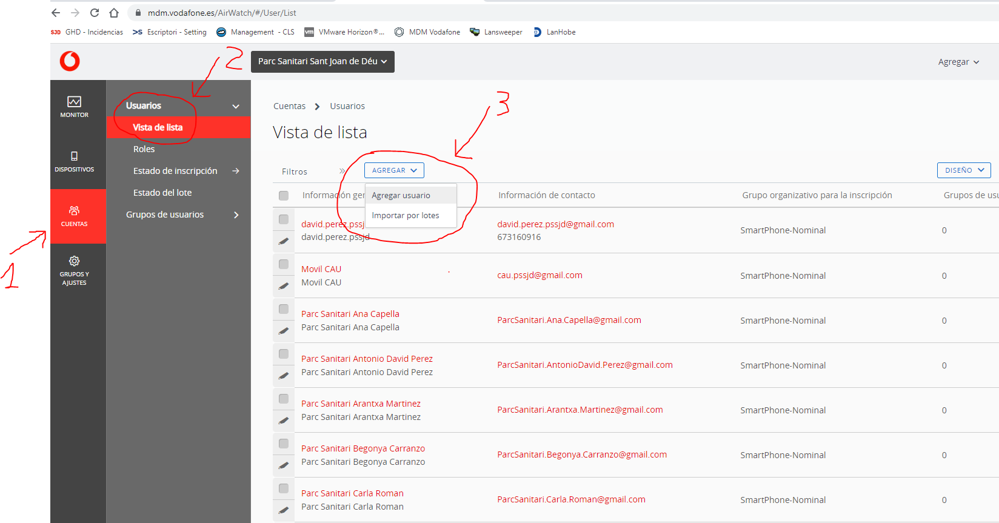 mdm.vodafone.es/AirWatch/#/User/List
SJD GHD - Incidencias >S Escriptori - Setting Management - CLS vm VMware Horizon®... MDM Vodafone Lansweeper LanHobe
2
Parc Sanitari Sant Joan de Déu
Agregar
3
MONITOR
DISPOSITIVOS
CUENTAS
GRUPOS Y
AJUSTES
1
Usuarios
Vista de lista
Roles
Estado de inscripción
Estado del lote
Grupos de usuarios
Cuentas > Usuarios
Vista de lista
Filtros » AGREGAR DISEÑO
Agregar usuario
Importar por lotes
Información ger Información de contacto Grupo organizativo para la inscripción Grupos de usu
david.perez.pssj david.perez.pssjd@gmail.com SmartPhone-Nominal 0
david.perez.pssjd 673160916
Movil CAU cau.pssjd@gmail.com SmartPhone-Nominal 0
Movil CAU
Parc Sanitari Ana Capella ParcSanitari.Ana.Capella@gmail.com SmartPhone-Nominal 0
Parc Sanitari Ana Capella
Parc Sanitari Antonio David Perez ParcSanitari.AntonioDavid.Perez@gmail.com SmartPhone-Nominal 0
Parc Sanitari Antonio David Perez
Parc Sanitari Arantxa Martinez ParcSanitari.Arantxa.Martinez@gmail.com SmartPhone-Nominal 0
Parc Sanitari Arantxa Martinez
Parc Sanitari Begonya Carranzo ParcSanitari.Begonya.Carranzo@gmail.com SmartPhone-Nominal 0
Parc Sanitari Begonya Carranzo
Parc Sanitari Carla Roman ParcSanitari.Carla.Roman@gmail.com SmartPhone-Nominal 0
Parc Sanitari Carla Roman